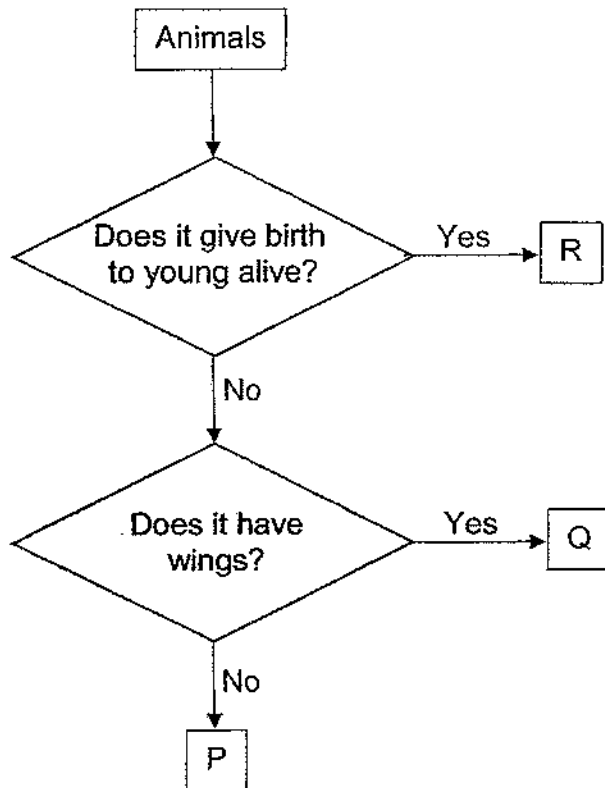 Animals
Does it give birth
to young alive?
Yes
R
No
Does it have
wings?
Yes
Q
No
P